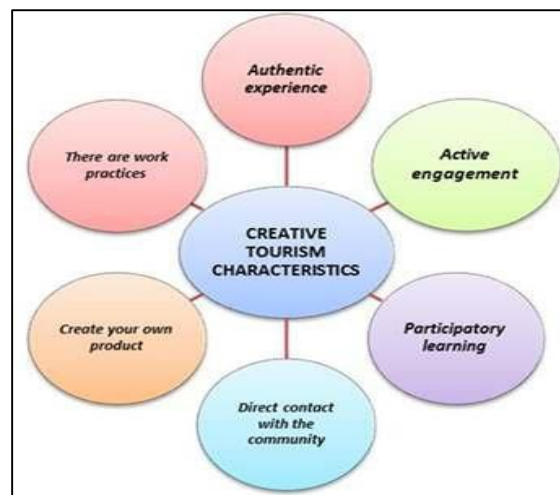 Authentic
experience
Active
engagement
Participatory
learning
Direct contact
with the
community
Create your own
product
There are work
practices
CREATIVE
TOURISM
CHARACTERISTICS